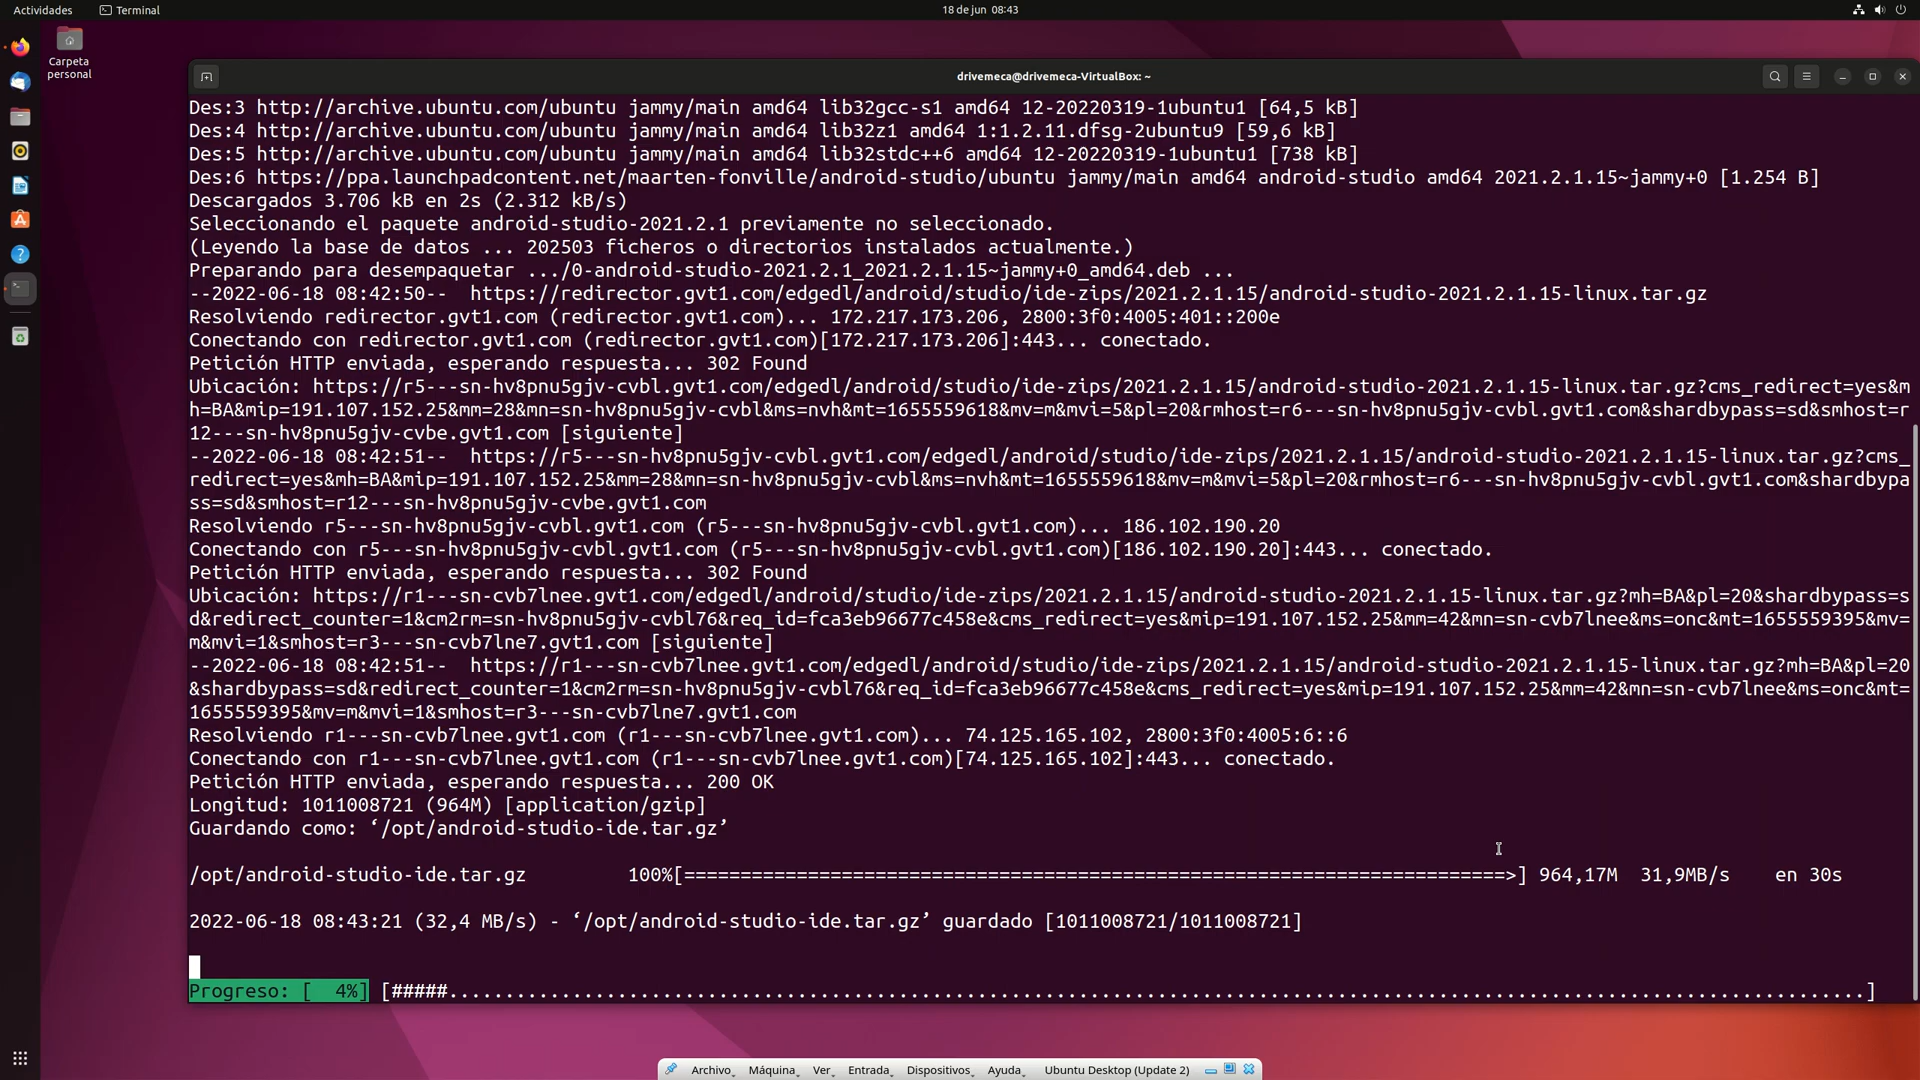 Actividades
Terminal
18 de jun 08:43
Carpeta
personal
drivemeca@drivemeca-VirtualBox: ~
Des:3 http://archive.ubuntu.com/ubuntu jammy/main amd64 lib32gcc-s1 amd64 12-20220319-1ubuntu1 [64,5 kB]
Des:4 http://archive.ubuntu.com/ubuntu jammy/main amd64 lib32z1 amd64 1:1.2.11.dfsg-2ubuntu9 [59,6 kB]
Des:5 http://archive.ubuntu.com/ubuntu jammy/main amd64 lib32stdc++6 amd64 12-20220319-1ubuntu1 [738 kB]
Des:6 https://ppa.launchpadcontent.net/maarten-fonville/android-studio/ubuntu jammy/main amd64 android-studio amd64 2021.2.1.15~jammy+0 [1.254 B]
Descargados 3.706 kB en 2s (2.312 kB/s)
Seleccionando el paquete android-studio-2021.2.1 previamente no seleccionado.
(Leyendo la base de datos ... 202503 ficheros o directorios instalados actualmente.)
Preparando para desempaquetar .../0-android-studio-2021.2.1_2021.2.1.15~jammy+0_amd64.deb ...
--2022-06-18 08:42:50--  https://redirector.gvt1.com/edgedl/android/studio/ide-zips/2021.2.1.15/android-studio-2021.2.1.15-linux.tar.gz
Resolviendo redirector.gvt1.com (redirector.gvt1.com)... 172.217.173.206, 2800:3f0:4005:401::200e
Conectando con redirector.gvt1.com (redirector.gvt1.com)[172.217.173.206]:443... conectado.
Petición HTTP enviada, esperando respuesta... 302 Found
Ubicación: https://r5---sn-hv8pnu5gjv-cvbl.gvt1.com/edgedl/android/studio/ide-zips/2021.2.1.15/android-studio-2021.2.1.15-linux.tar.gz?cms_redirect=yes&m
h=BA&mip=191.107.152.25&mm=28&mn=sn-hv8pnu5gjv-cvbl&ms=nvh&mt=1655559618&mv=m&mvi=5&pl=20&rmhost=r6---sn-hv8pnu5gjv-cvbl.gvt1.com&shardbypass=sd&smhost=r
12---sn-hv8pnu5gjv-cvbe.gvt1.com [siguiente]
--2022-06-18 08:42:51--  https://r5---sn-hv8pnu5gjv-cvbl.gvt1.com/edgedl/android/studio/ide-zips/2021.2.1.15/android-studio-2021.2.1.15-linux.tar.gz?cms_
redirect=yes&mh=BA&mip=191.107.152.25&mm=28&mn=sn-hv8pnu5gjv-cvbl&ms=nvh&mt=1655559618&mv=m&mvi=5&pl=20&rmhost=r6---sn-hv8pnu5gjv-cvbl.gvt1.com&shardbypa
ss=sd&smhost=r12---sn-hv8pnu5gjv-cvbe.gvt1.com
Resolviendo r5---sn-hv8pnu5gjv-cvbl.gvt1.com (r5---sn-hv8pnu5gjv-cvbl.gvt1.com)... 186.102.190.20
Conectando con r5---sn-hv8pnu5gjv-cvbl.gvt1.com (r5---sn-hv8pnu5gjv-cvbl.gvt1.com)[186.102.190.20]:443... conectado.
Petición HTTP enviada, esperando respuesta... 302 Found
Ubicación: https://r1---sn-cvb7lnee.gvt1.com/edgedl/android/studio/ide-zips/2021.2.1.15/android-studio-2021.2.1.15-linux.tar.gz?mh=BA&pl=20&shardbypass=s
d&redirect_counter=1&cm2rm=sn-hv8pnu5gjv-cvbl76&req_id=fca3eb96677c458e&cms_redirect=yes&mip=191.107.152.25&mm=42&mn=sn-cvb7lnee&ms=onc&mt=1655559395&mv=
m&mvi=1&smhost=r3---sn-cvb7lne7.gvt1.com [siguiente]
--2022-06-18 08:42:51--  https://r1---sn-cvb7lnee.gvt1.com/edgedl/android/studio/ide-zips/2021.2.1.15/android-studio-2021.2.1.15-linux.tar.gz?mh=BA&pl=20
&shardbypass=sd&redirect_counter=1&cm2rm=sn-hv8pnu5gjv-cvbl76&req_id=fca3eb96677c458e&cms_redirect=yes&mip=191.107.152.25&mm=42&mn=sn-cvb7lnee&ms=onc&mt=
1655559395&mv=m&mvi=1&smhost=r3---sn-cvb7lne7.gvt1.com
Resolviendo r1---sn-cvb7lnee.gvt1.com (r1---sn-cvb7lnee.gvt1.com)... 74.125.165.102, 2800:3f0:4005:6::6
Conectando con r1---sn-cvb7lnee.gvt1.com (r1---sn-cvb7lnee.gvt1.com)[74.125.165.102]:443... conectado.
Petición HTTP enviada, esperando respuesta... 200 OK
Longitud: 1011008721 (964M) [application/gzip]
Guardando como: ‘/opt/android-studio-ide.tar.gz’
/opt/android-studio-ide.tar.gz         100%[=========================================================================>] 964,17M  31,9MB/s    en 30s
2022-06-18 08:43:21 (32,4 MB/s) - ‘/opt/android-studio-ide.tar.gz’ guardado [1011008721/1011008721]
Progreso: [  4%] [#####..............................................................................................................................]
Archivo Máquina Ver Entrada Dispositivos Ayuda Ubuntu Desktop (Update 2)